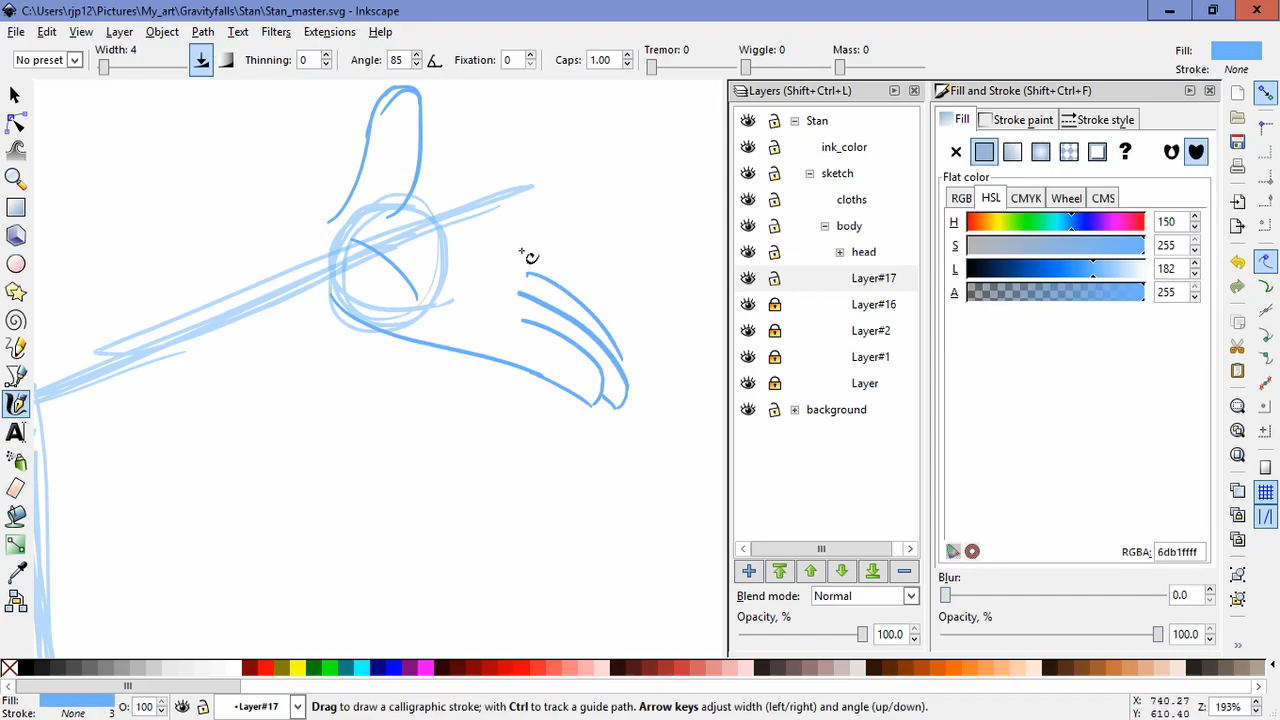 C:\Users\rjp12\Pictures\My_art\Gravityfalls\Stan\Stan_master.svg - Inkscape
File Edit View Layer Object Path Text Filters Extensions Help
No preset Width: 4 Thinning: 0 Angle: 85 Fixation: 0 Caps: 1.00 Tremor: 0 Wiggle: 0 Mass: 0 Fill:
Stroke: None
Layers (Shift+Ctrl+L) Fill and Stroke (Shift+Ctrl+F)
Stan
ink_color
sketch
cloths
body
head
Layer#17
Layer#16
Layer#2
Layer#1
Layer
background
Blend mode: Normal
Opacity, %
100.0
Fill Stroke paint Stroke style
?
Flat color
RGB HSL CMYK Wheel CMS
H 150
S 255
L 182
A 255
RGBA: 6db1ffff
Blur:
0.0
Opacity, %
100.0
Fill: O: 100 •Layer#17 Drag to draw a calligraphic stroke; with Ctrl to track a guide path. Arrow keys adjust width (left/right) and angle (up/down). X: 740.27 Z: 193%
Stroke: None 3 Y: 610.40